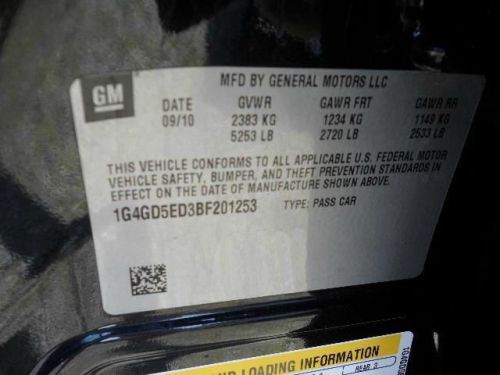 GM
MFD BY GENERAL MOTORS LLC
DATE GVWR GAWR FRT GAWR RR
09/10 2383 KG 1234 KG 1149 KG
5253 LB 2720 LB 2533 LB
THIS VEHICLE CONFORMS TO ALL APPLICABLE U.S. FEDERAL MOTOR
VEHICLE SAFETY, BUMPER, AND THEFT PREVENTION STANDARDS IN
EFFECT ON THE DATE OF MANUFACTURE SHOWN ABOVE.
1G4GD5ED3BF201253 TYPE: PASS CAR
LOADING INFORMATION
REAR